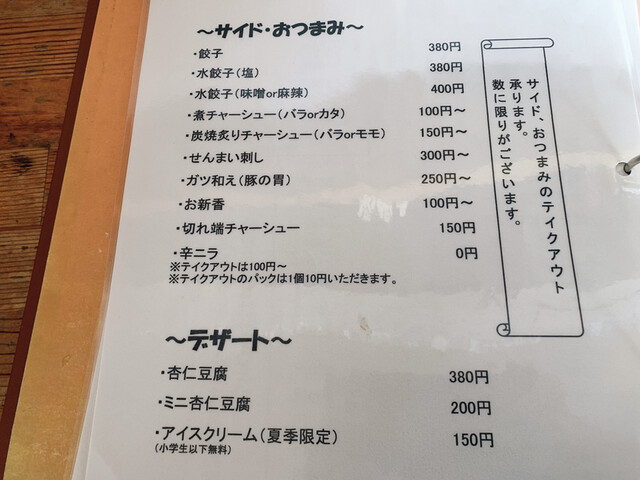 ～サイド・おつまみ～
・餃子 380円
・水餃子（塩） 380円
・水餃子（味噌or麻辣） 400円
・煮チャーシュー（バラorカタ） 100円～
・炭焼炙りチャーシュー（バラorモモ） 150円～
・せんまい刺し 300円～
・ガツ和え（豚の胃） 250円～
・お新香 100円～
・切れ端チャーシュー 150円
・辛ニラ 0円
※テイクアウトは100円～
※テイクアウトのパックは1個10円いただきます。
サイド、おつまみのテイクアウト
承ります。
数に限りがございます。
～デザート～
・杏仁豆腐 380円
・ミニ杏仁豆腐 200円
・アイスクリーム（夏季限定） 150円
（小学生以下無料）